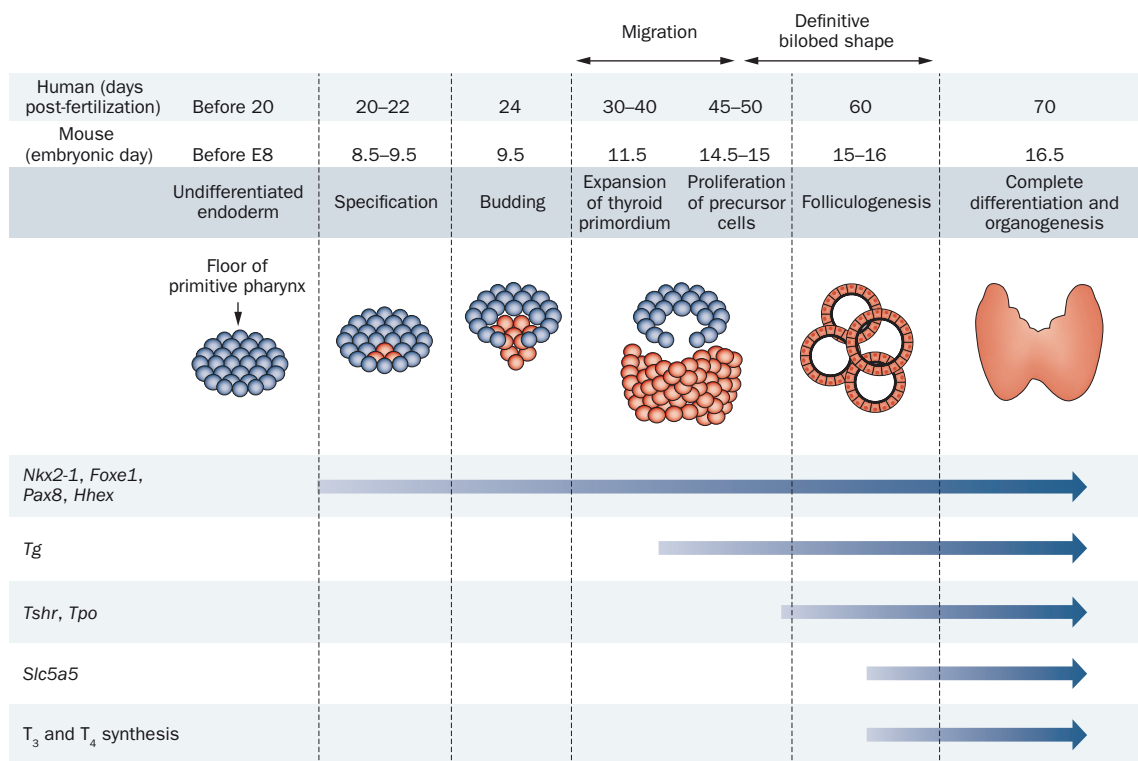 Migration
Definitive
bilobed shape
Human (days
post-fertilization)
Before 20
20–22
24
30–40
45–50
60
70
Mouse
(embryonic day)
Before E8
8.5–9.5
9.5
11.5
14.5–15
15–16
16.5
Undifferentiated
endoderm
Specification
Budding
Expansion
of thyroid
primordium
Proliferation
of precursor
cells
Folliculogenesis
Complete
differentiation and
organogenesis
Floor of
primitive pharynx
Nkx2-1, Foxe1,
Pax8, Hhex
Tg
Tshr, Tpo
Slc5a5
T3 and T4 synthesis